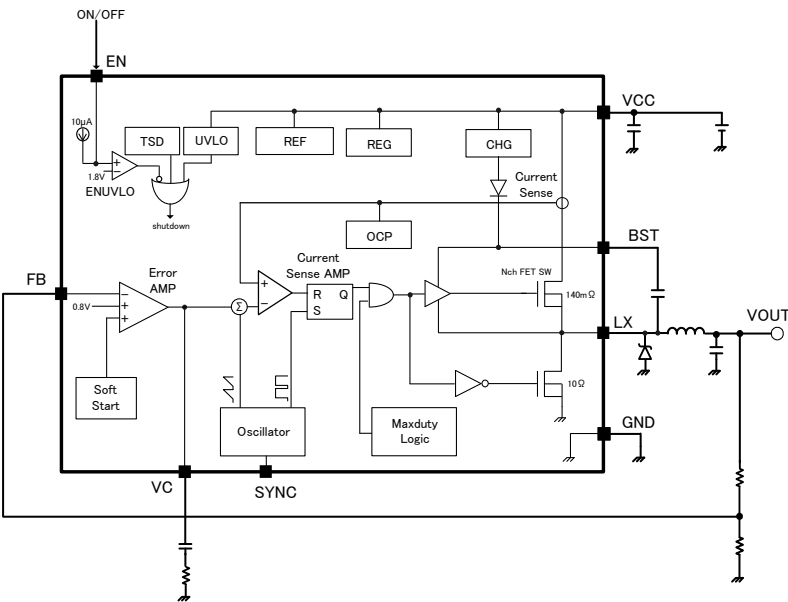 ON/OFF
EN
VCC
10μA
TSD
UVLO
REF
REG
CHG
1.8V
ENUVLO
shutdown
Current
Sense
OCP
BST
FB
Error
AMP
Current
Sense AMP
Nch FET SW
0.8V
R Q
S
Σ
140mΩ
LX
VOUT
Soft
Start
Oscillator
Maxduty
Logic
10Ω
GND
VC
SYNC